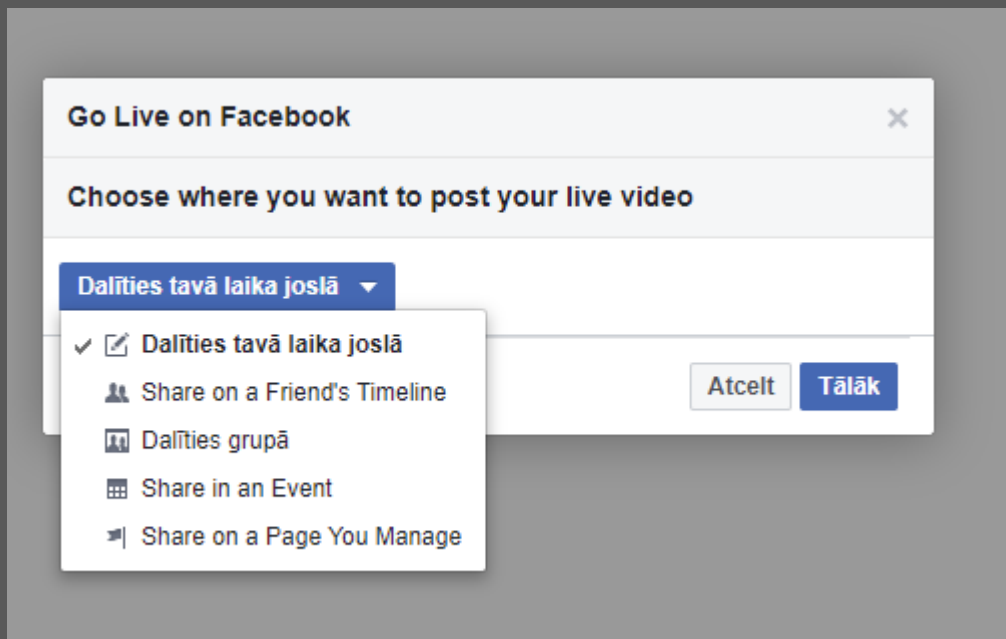 Go Live on Facebook
Choose where you want to post your live video
Dalīties tavā laika joslā
Dalīties tavā laika joslā
Share on a Friend's Timeline
Dalīties grupā
Share in an Event
Share on a Page You Manage
Atcelt Tālāk